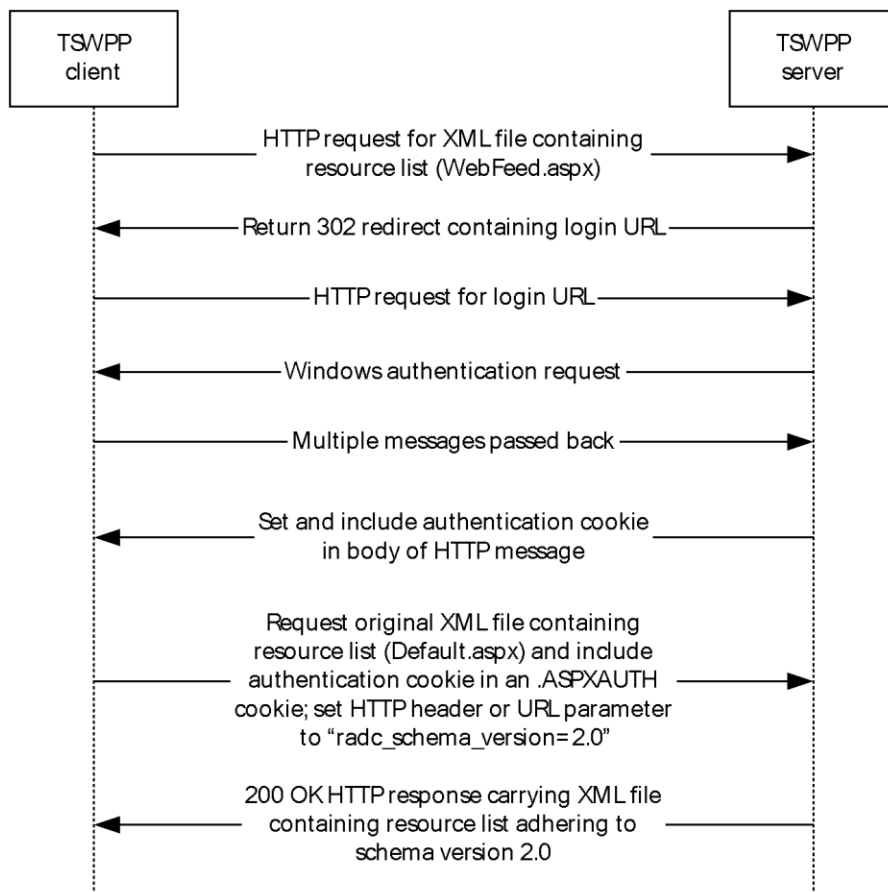 TSWPP
client
TSWPP
server
HTTP request for XML file containing
resource list (WebFeed.aspx)
Return 302 redirect containing login URL
HTTP request for login URL
Windows authentication request
Multiple messages passed back
Set and include authentication cookie
in body of HTTP message
Request original XML file containing
resource list (Default.aspx) and include
authentication cookie in an .ASPXAUTH
cookie; set HTTP header or URL parameter
to “radc_schema_version=2.0”
200 OK HTTP response carrying XML file
containing resource list adhering to
schema version 2.0